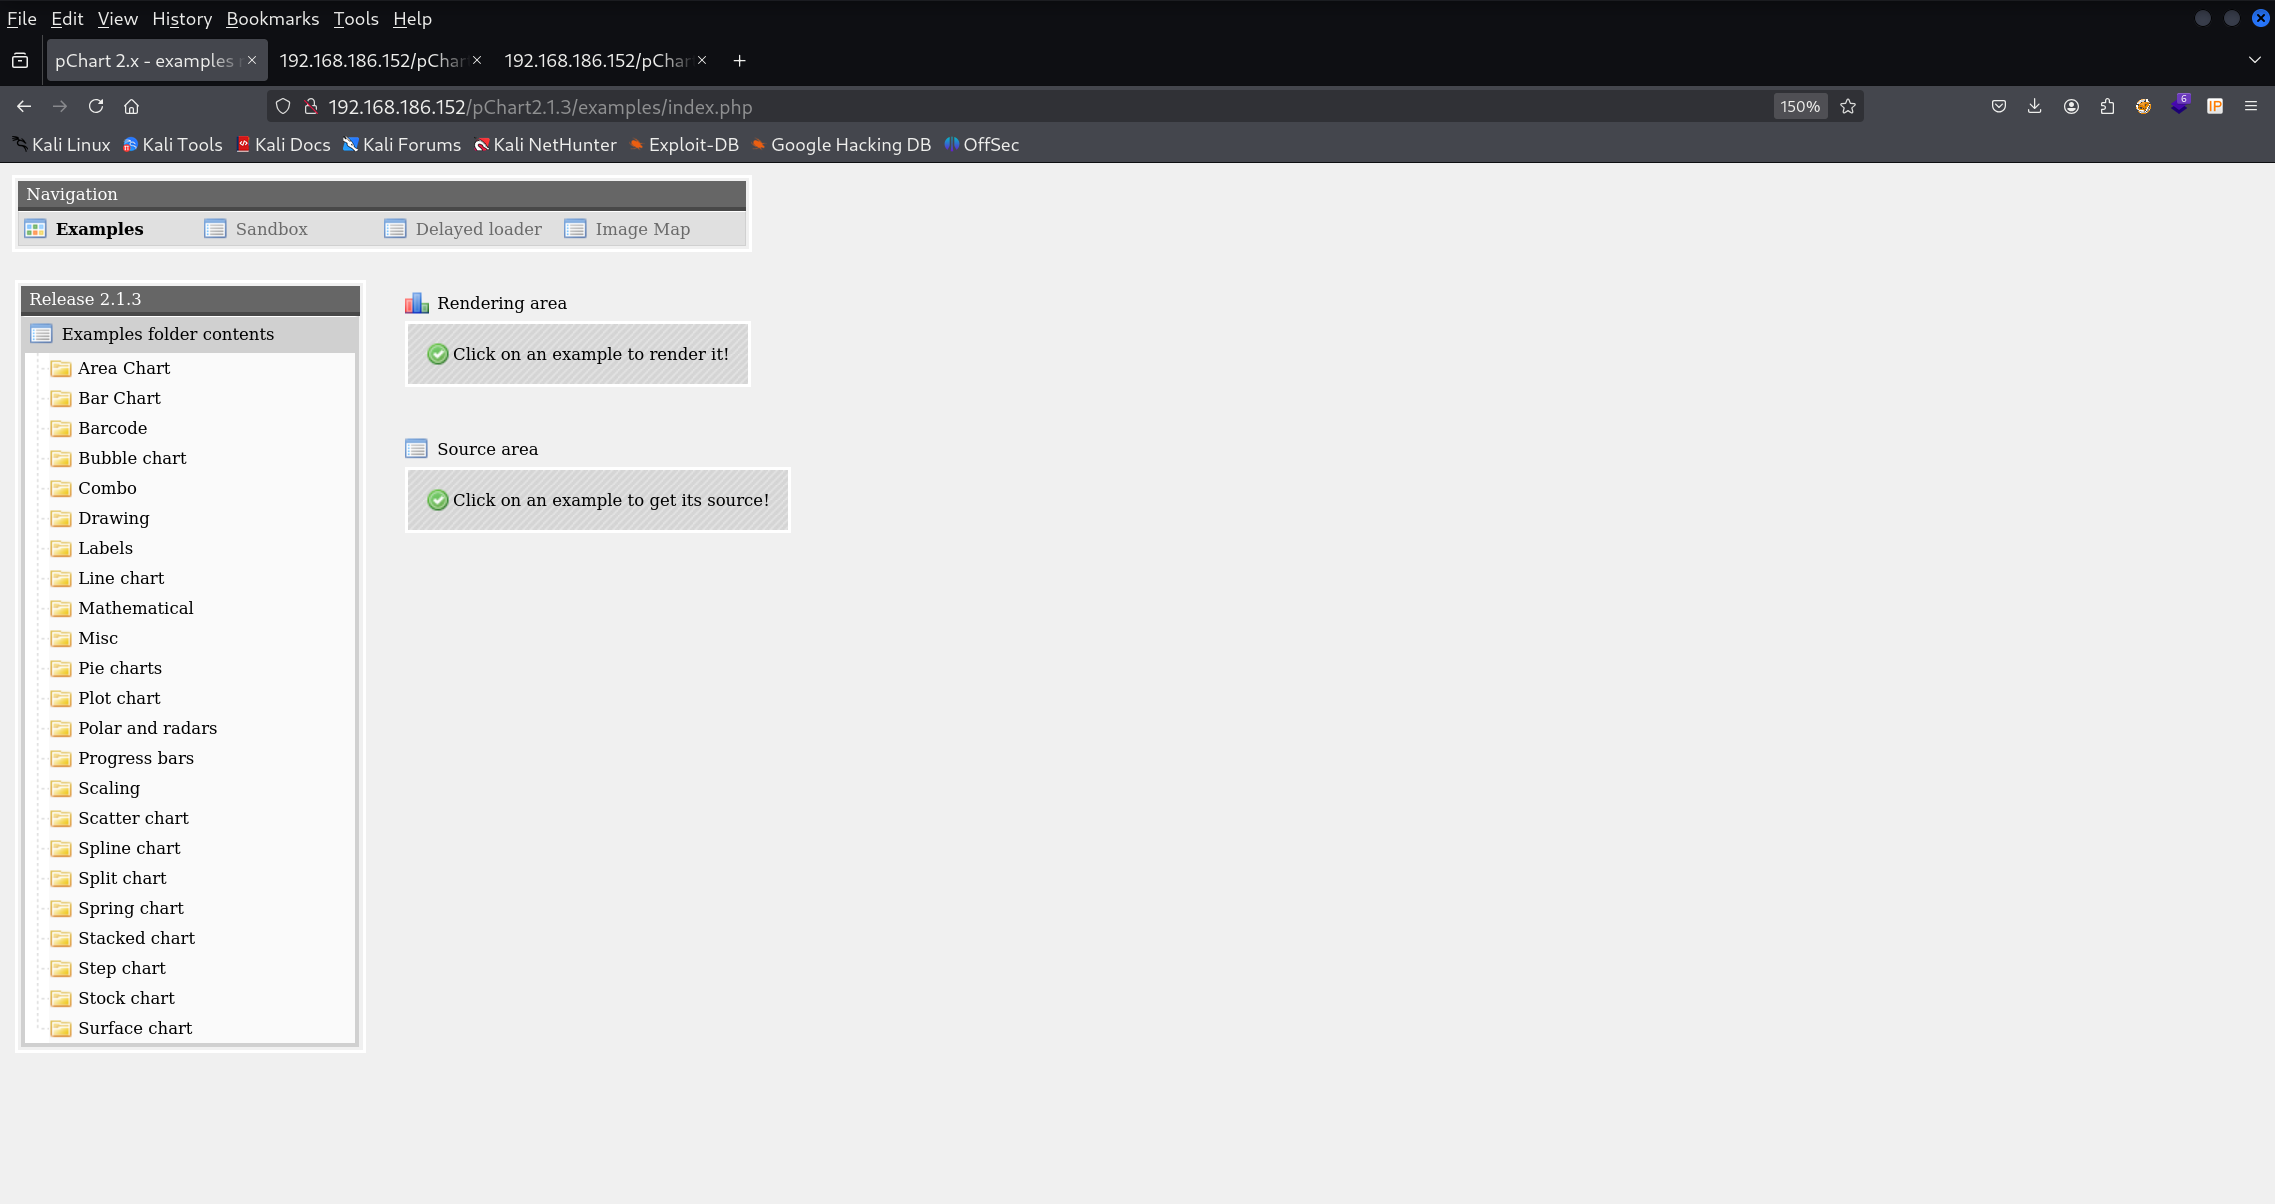 File Edit View History Bookmarks Tools Help
pChart 2.x - examples 192.168.186.152/pChar 192.168.186.152/pChar
192.168.186.152/pChart2.1.3/examples/index.php 150% 6 IP
Kali Linux Kali Tools Kali Docs Kali Forums Kali NetHunter Exploit-DB Google Hacking DB OffSec
Navigation
Examples Sandbox Delayed loader Image Map
Release 2.1.3
Examples folder contents
Area Chart
Bar Chart
Barcode
Bubble chart
Combo
Drawing
Labels
Line chart
Mathematical
Misc
Pie charts
Plot chart
Polar and radars
Progress bars
Scaling
Scatter chart
Spline chart
Split chart
Spring chart
Stacked chart
Step chart
Stock chart
Surface chart
Rendering area
Click on an example to render it!
Source area
Click on an example to get its source!